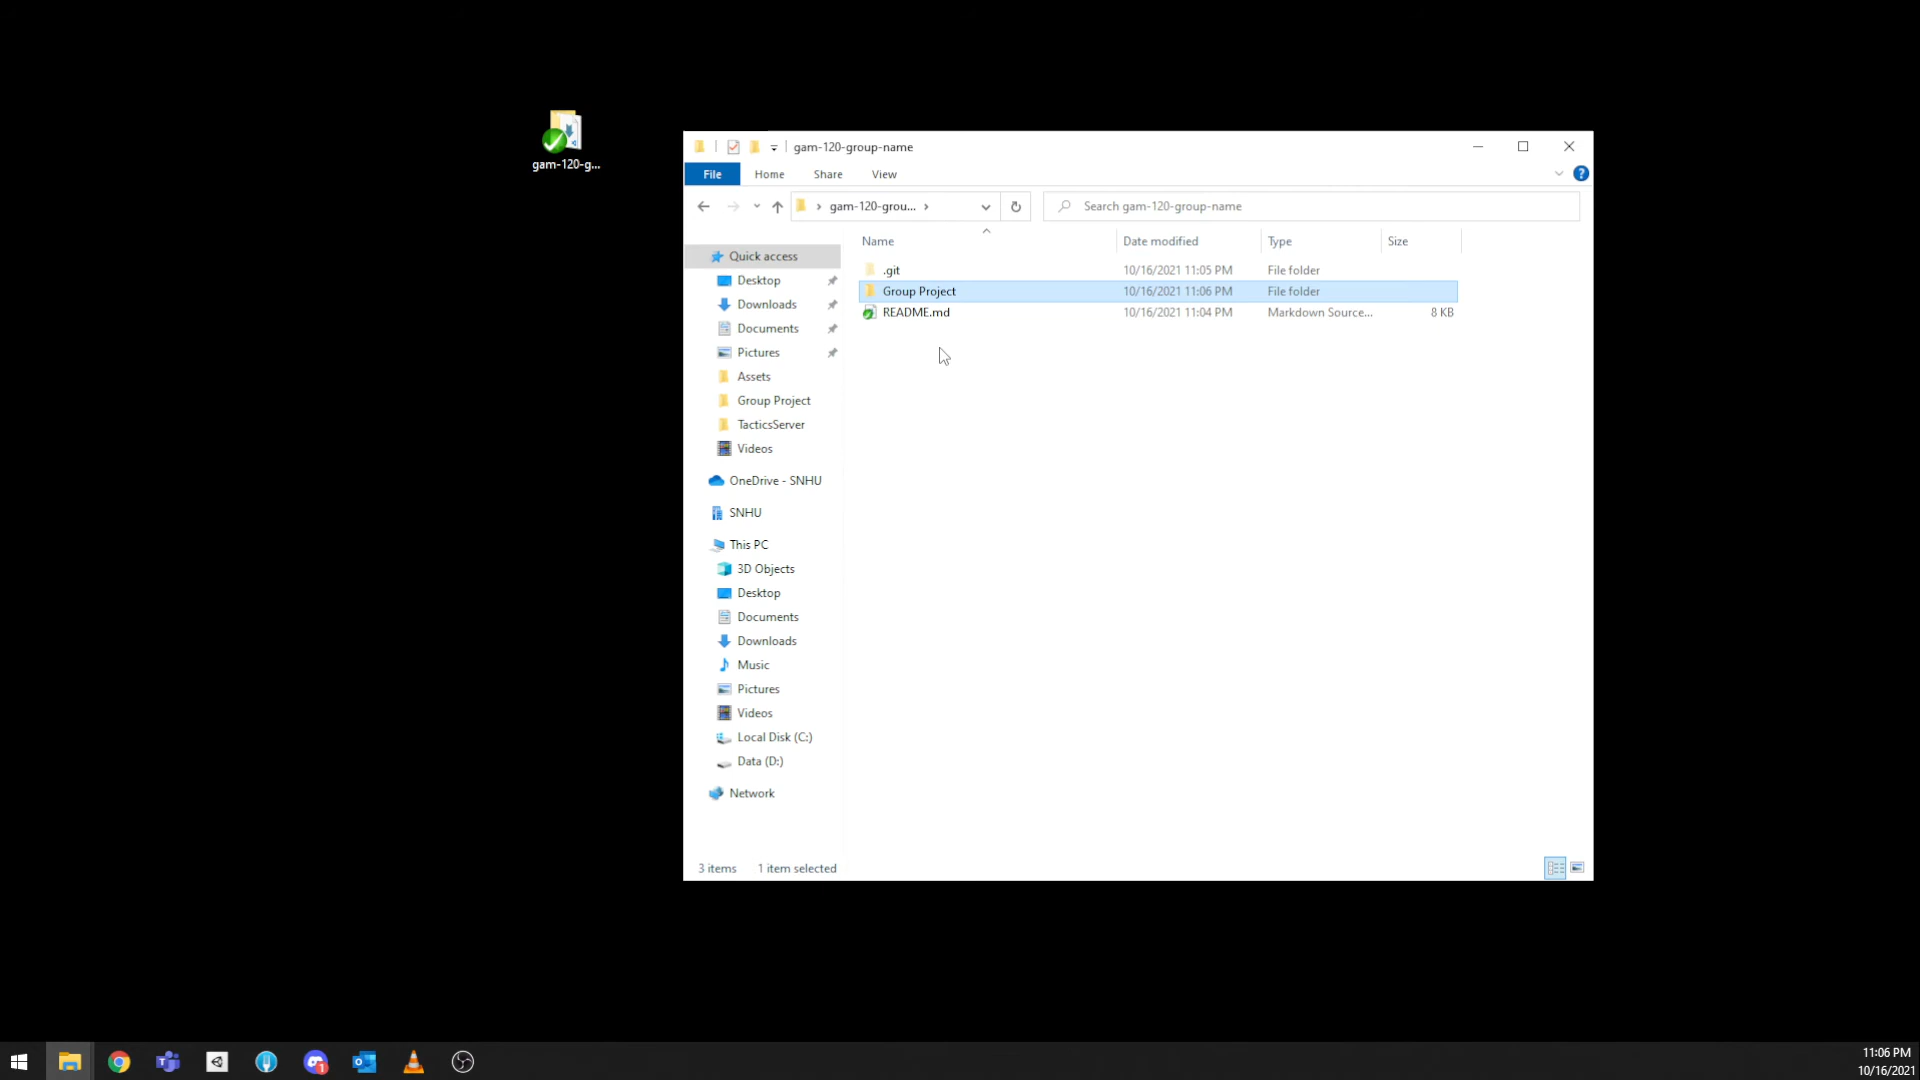 gam-120-g...
gam-120-group-name
File Home Share View
gam-120-grou...
Search gam-120-group-name
Name Date modified Type Size
.git 10/16/2021 11:05 PM File folder
Group Project 10/16/2021 11:06 PM File folder
README.md 10/16/2021 11:04 PM Markdown Source... 8 KB
Quick access
Desktop
Downloads
Documents
Pictures
Assets
Group Project
TacticsServer
Videos
OneDrive - SNHU
SNHU
This PC
3D Objects
Desktop
Documents
Downloads
Music
Pictures
Videos
Local Disk (C:)
Data (D:)
Network
3 items 1 item selected
11:06 PM
10/16/2021